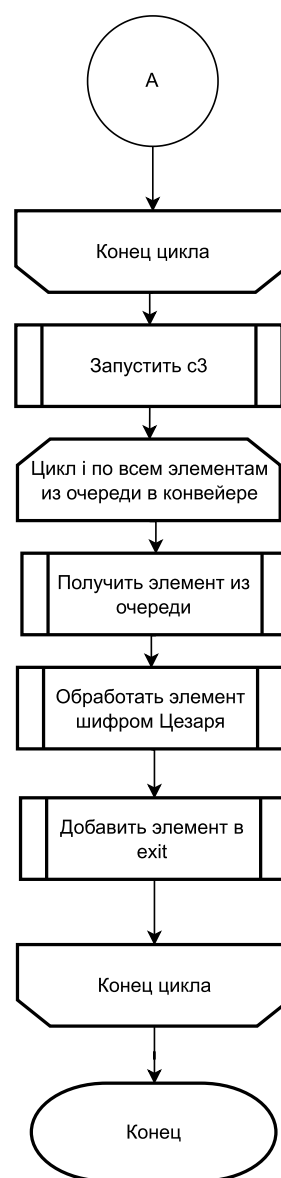 А
Конец цикла
Запустить c3
Цикл i по всем элементам
из очереди в конвейере
Получить элемент из
очереди
Обработать элемент
шифром Цезаря
Добавить элемент в
exit
Конец цикла
Конец